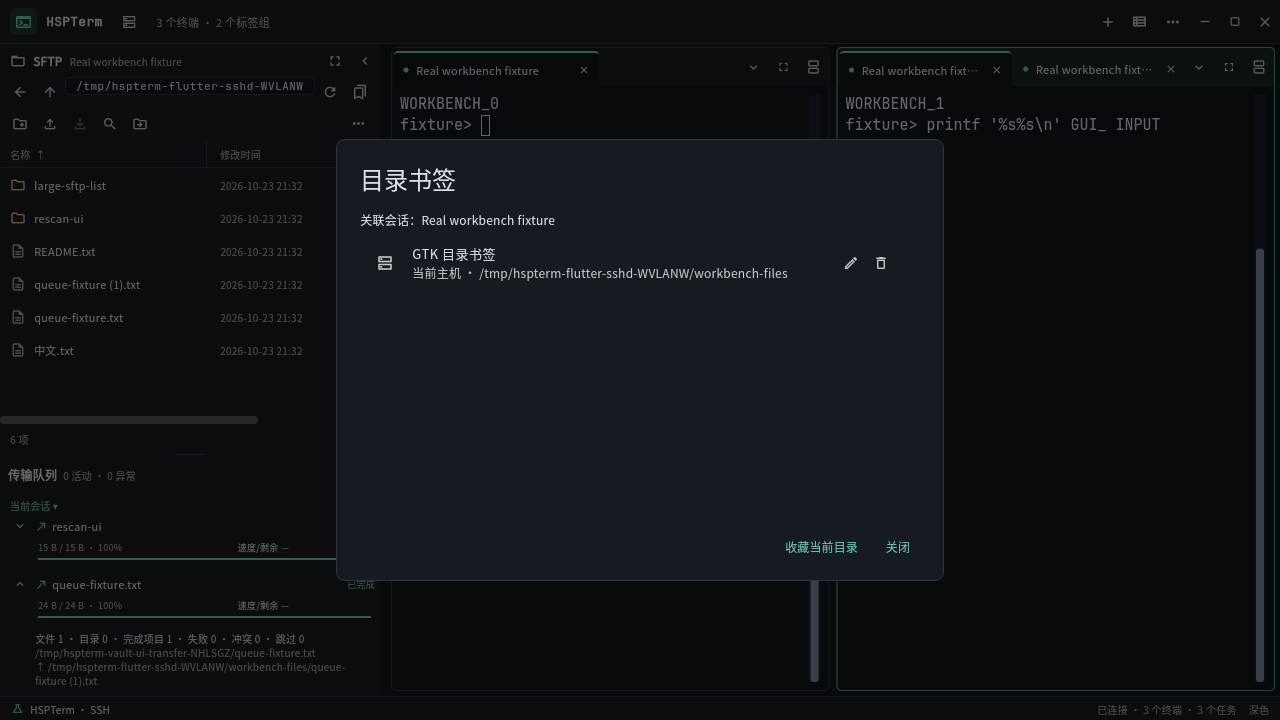 HSPTerm
3 个终端 · 2 个标签组
SFTP Real workbench fixture
/tmp/hspterm-flutter-sshd-WVLANW
名称 ↑ 修改时间
large-sftp-list 2026-10-23 21:32
rescan-ui 2026-10-23 21:32
README.txt 2026-10-23 21:32
queue-fixture (1).txt 2026-10-23 21:32
queue-fixture.txt 2026-10-23 21:32
中文.txt 2026-10-23 21:32
6 项
传输队列 0 活动 · 0 异常
当前会话 ▾
rescan-ui
15 B / 15 B · 100% 速度/剩余 —
queue-fixture.txt 已完成
24 B / 24 B · 100% 速度/剩余 —
文件 1 · 目录 0 · 完成项目 1 · 失败 0 · 冲突 0 · 跳过 0
/tmp/hspterm-vault-ui-transfer-NHLSGZ/queue-fixture.txt
↑ /tmp/hspterm-flutter-sshd-WVLANW/workbench-files/queue-
fixture (1).txt
Real workbench fixture
WORKBENCH_0
fixture>
Real workbench fixt···
Real workbench fixt···
WORKBENCH_1
fixture> printf '%s%s\n' GUI_ INPUT
目录书签
关联会话: Real workbench fixture
GTK 目录书签
当前主机 · /tmp/hspterm-flutter-sshd-WVLANW/workbench-files
收藏当前目录 关闭
HSPTerm · SSH
已连接 · 3 个终端 · 3 个任务 深色